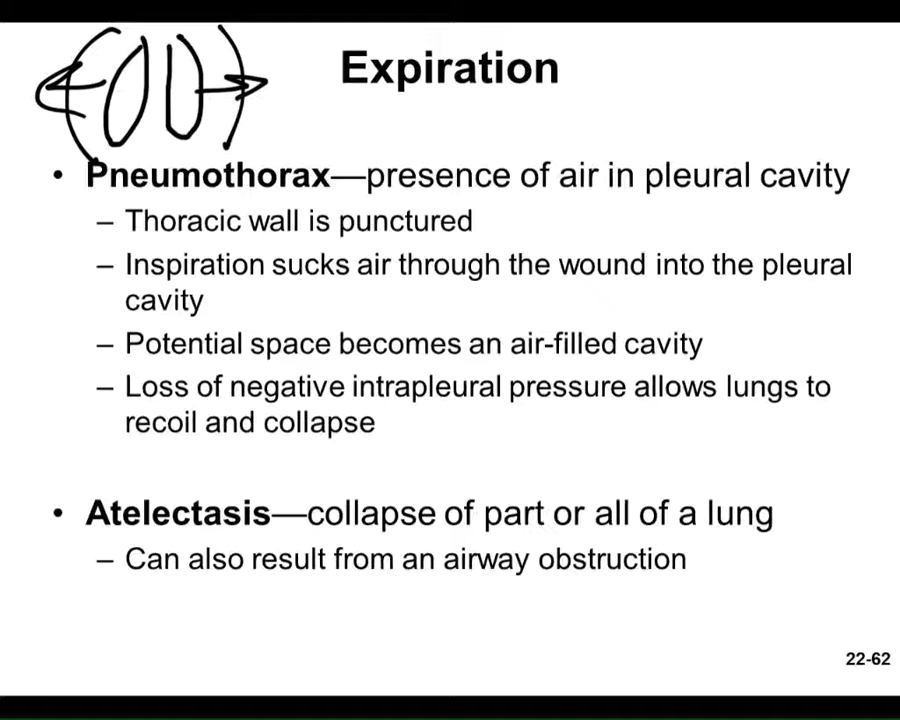 Expiration
• Pneumothorax—presence of air in pleural cavity
– Thoracic wall is punctured
– Inspiration sucks air through the wound into the pleural
cavity
– Potential space becomes an air-filled cavity
– Loss of negative intrapleural pressure allows lungs to
recoil and collapse
• Atelectasis—collapse of part or all of a lung
– Can also result from an airway obstruction
22-62